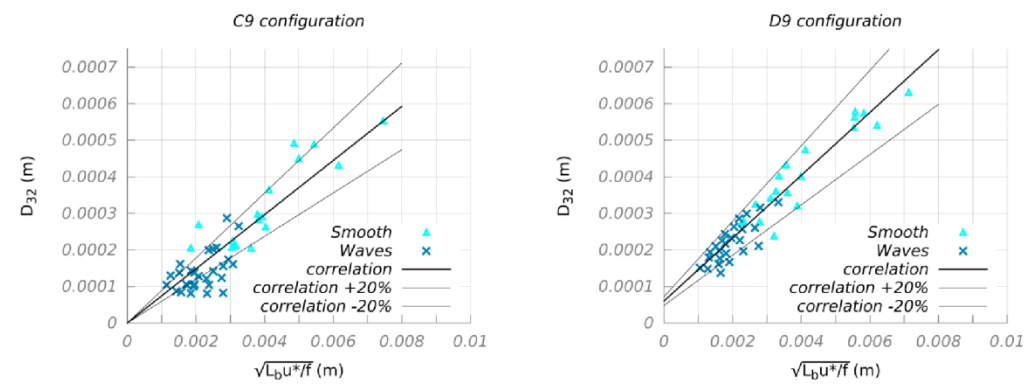 C9 configuration
0.0007
0.0006
0.0005
0.0004
0.0003
0.0002
0.0001
0
D32 (m)
Smooth
Waves
correlation
correlation +20%
correlation -20%
0 0.002 0.004 0.006 0.008 0.01
√Lbu*/f (m)
D9 configuration
0.0007
0.0006
0.0005
0.0004
0.0003
0.0002
0.0001
0
D32 (m)
Smooth
Waves
correlation
correlation +20%
correlation -20%
0 0.002 0.004 0.006 0.008 0.01
√Lbu*/f (m)